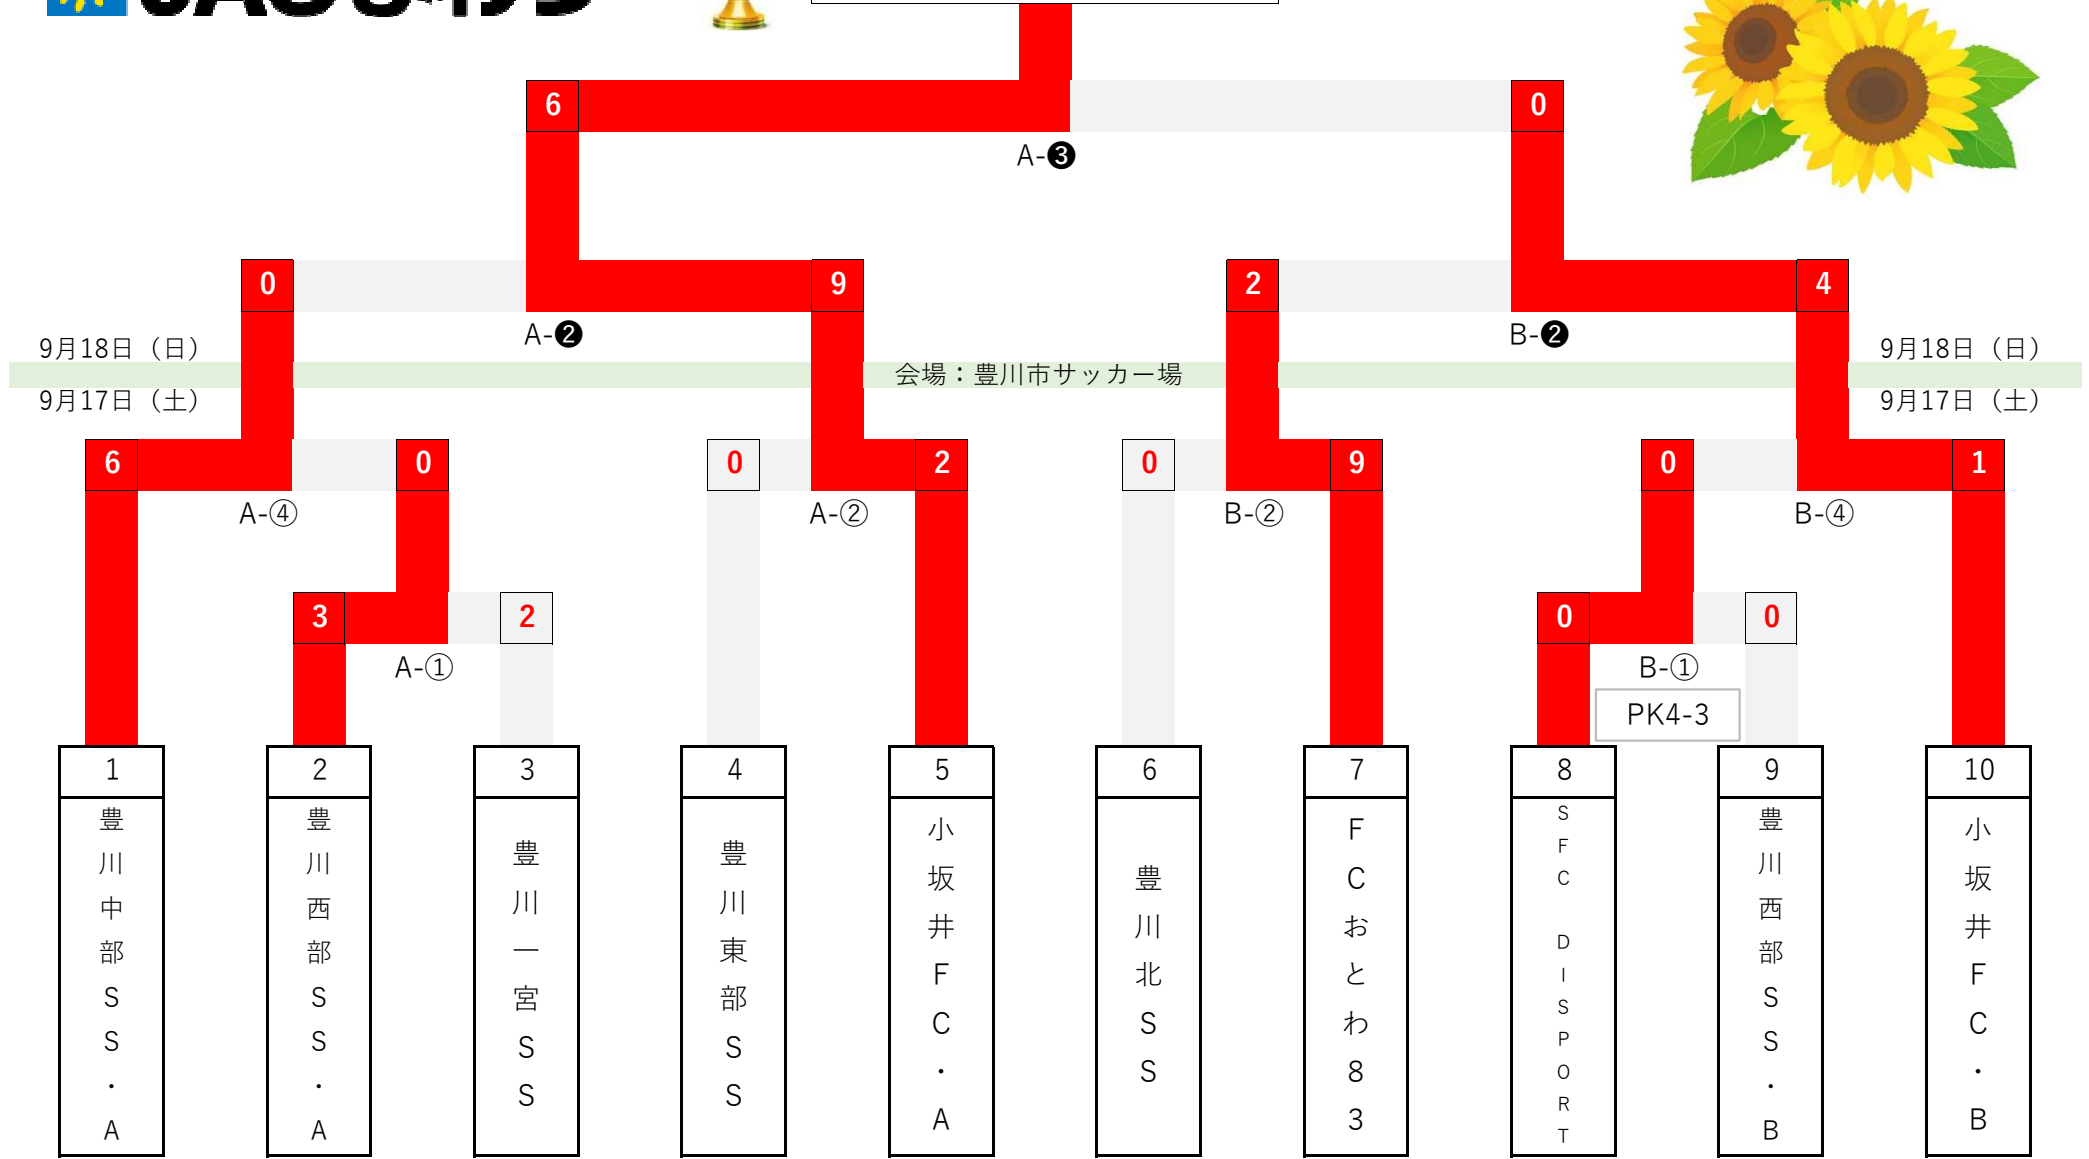 6 0
A-❸
0 9 2 4
A-❷ B-❷
9月18日（日） 9月18日（日）
会場：豊川市サッカー場
9月17日（土） 9月17日（土）
6 0 0 2 0 9 0 1
A-④ A-② B-② B-④
3 2 0 0
A-① B-①
PK4-3
1 2 3 4 5 6 7 8 9 10
豊川中部SS・A
豊川西部SS・A
豊川一宮SS
豊川東部SS
小坂井FC・A
豊川北SS
FCおとわ83
SFC DISPORT
豊川西部SS・B
小坂井FC・B